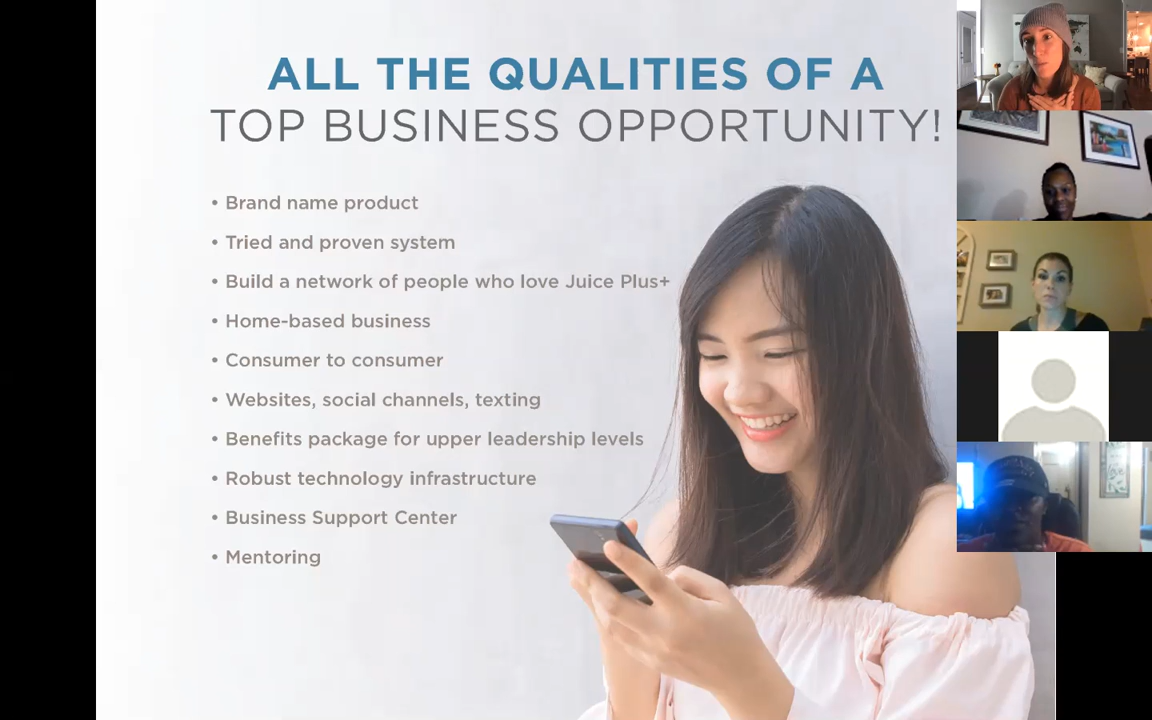 ALL THE QUALITIES OF A
TOP BUSINESS OPPORTUNITY!
• Brand name product
• Tried and proven system
• Build a network of people who love Juice Plus+
• Home-based business
• Consumer to consumer
• Websites, social channels, texting
• Benefits package for upper leadership levels
• Robust technology infrastructure
• Business Support Center
• Mentoring